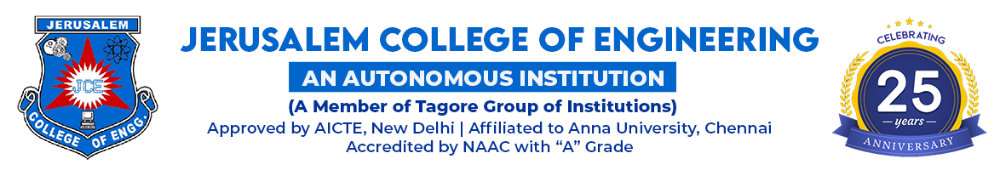 JERUSALEM
JCE
COLLEGE OF ENGG.
JERUSALEM COLLEGE OF ENGINEERING
AN AUTONOMOUS INSTITUTION
(A Member of Tagore Group of Institutions)
Approved by AICTE, New Delhi | Affiliated to Anna University, Chennai
Accredited by NAAC with “A” Grade
CELEBRATING
25
years
ANNIVERSARY